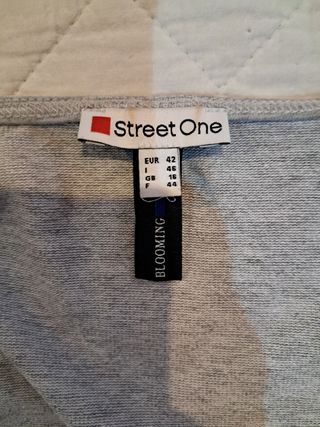 Street One
EUR 42
I 46
GB 16
F 44
BLOOMING